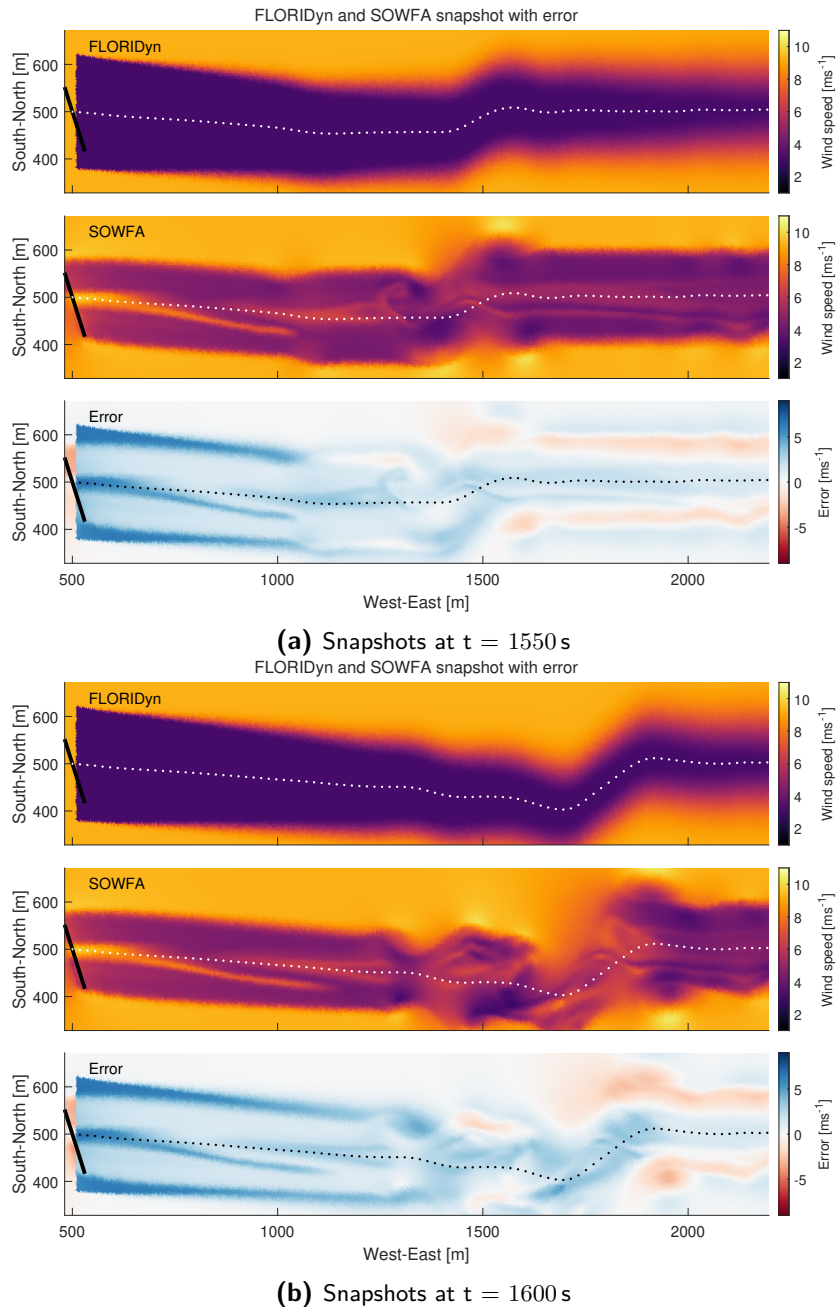 FLORIDyn and SOWFA snapshot with error
FLORIDyn
South-North [m]
600
500
400
Wind speed [ms-1]
10
8
6
4
2
SOWFA
South-North [m]
600
500
400
Wind speed [ms-1]
10
8
6
4
2
Error
South-North [m]
600
500
400
Error [ms-1]
5
0
-5
500 1000 1500 2000
West-East [m]
(a) Snapshots at t = 1550 s
FLORIDyn and SOWFA snapshot with error
FLORIDyn
South-North [m]
600
500
400
Wind speed [ms-1]
10
8
6
4
2
SOWFA
South-North [m]
600
500
400
Wind speed [ms-1]
10
8
6
4
2
Error
South-North [m]
600
500
400
Error [ms-1]
5
0
-5
500 1000 1500 2000
West-East [m]
(b) Snapshots at t = 1600 s